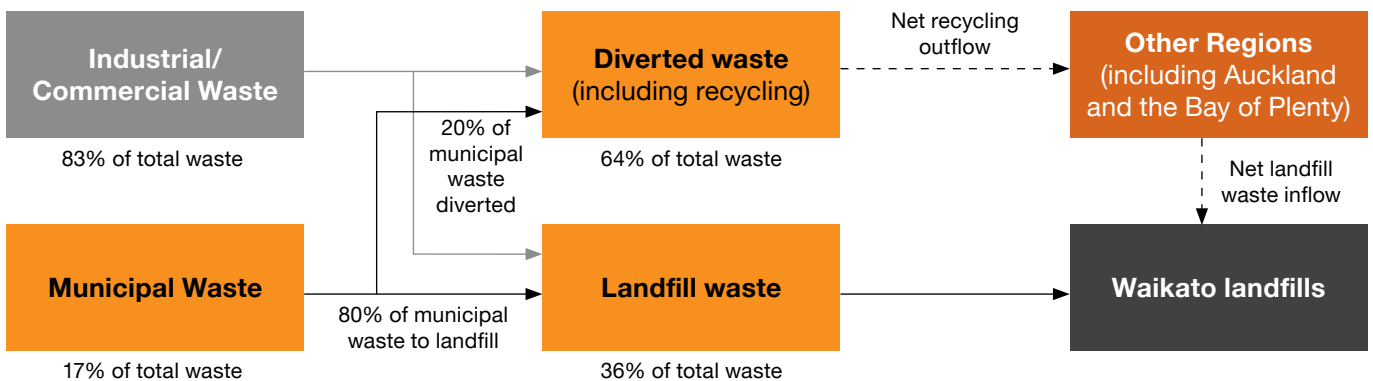 Industrial/
Commercial Waste
83% of total waste
Diverted waste
(including recycling)
64% of total waste
Net recycling
outflow
Other Regions
(including Auckland
and the Bay of Plenty)
20% of
municipal
waste
diverted
Net landfill
waste inflow
Municipal Waste
17% of total waste
80% of municipal
waste to landfill
Landfill waste
36% of total waste
Waikato landfills